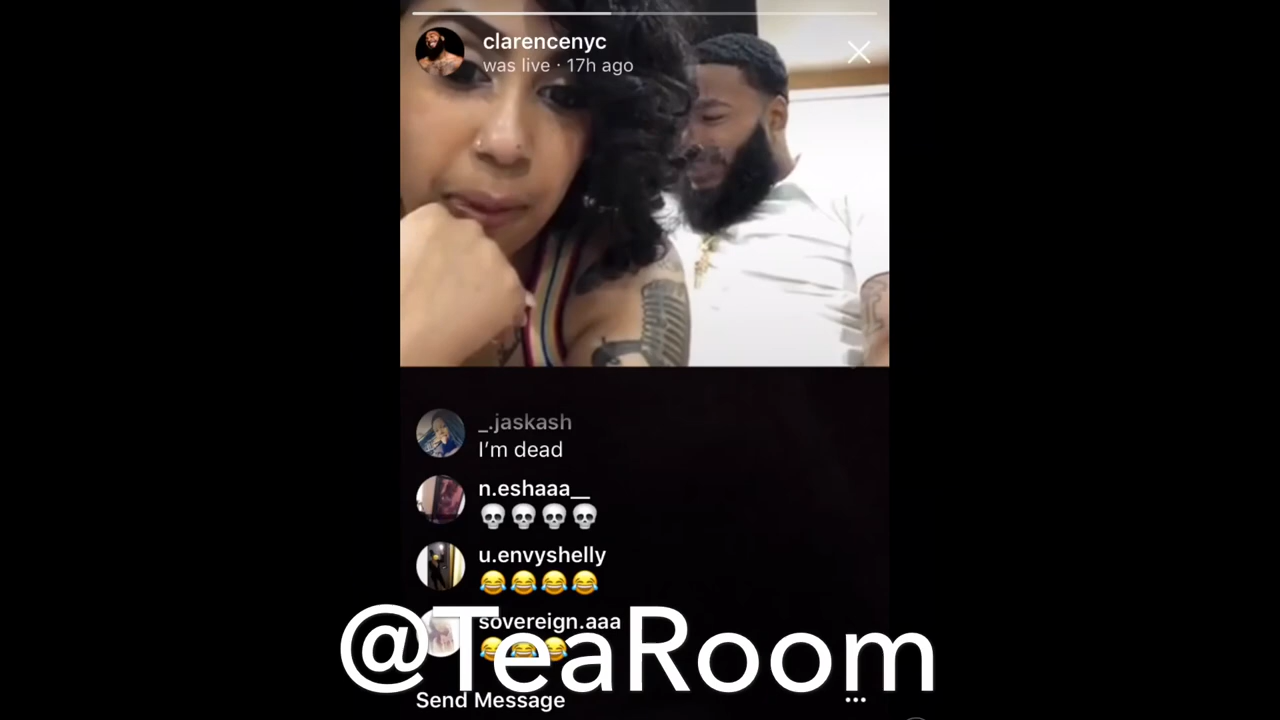 clarencenyc
was live · 17h ago
_.jaskash
I’m dead
n.eshaaa__
💀💀💀💀
u.envyshelly
😂😂😂😂
sovereign.aaa
😂😂😂
@TeaRoom
Send Message